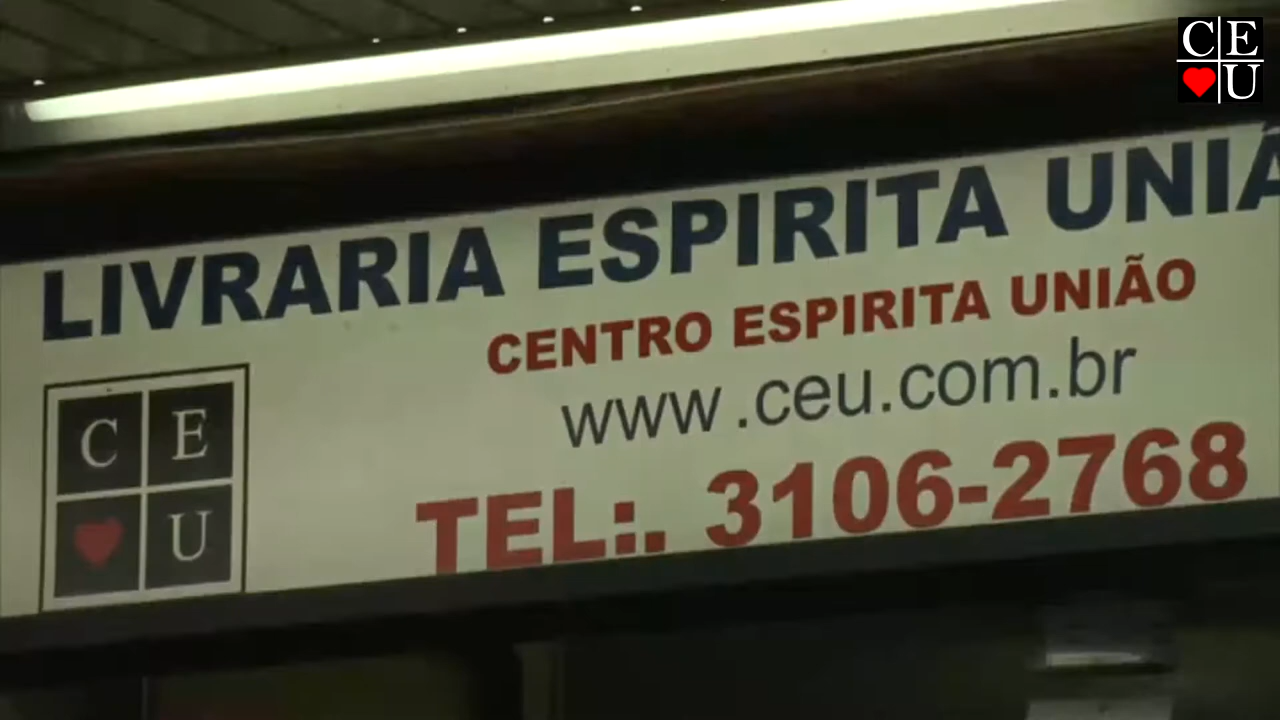 C E
U
LIVRARIA ESPIRITA UNIÃ
CENTRO ESPIRITA UNIÃO
www.ceu.com.br
TEL:. 3106-2768
C E
U